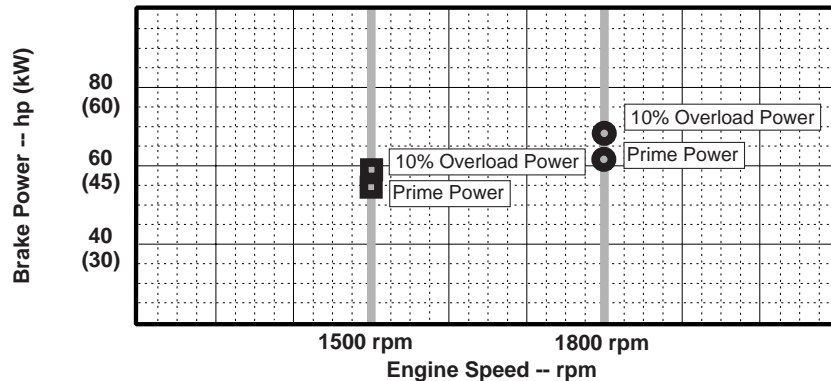 Brake Power -- hp (kW)
80
(60)
60
(45)
40
(30)
10% Overload Power
Prime Power
10% Overload Power
Prime Power
1500 rpm
1800 rpm
Engine Speed -- rpm